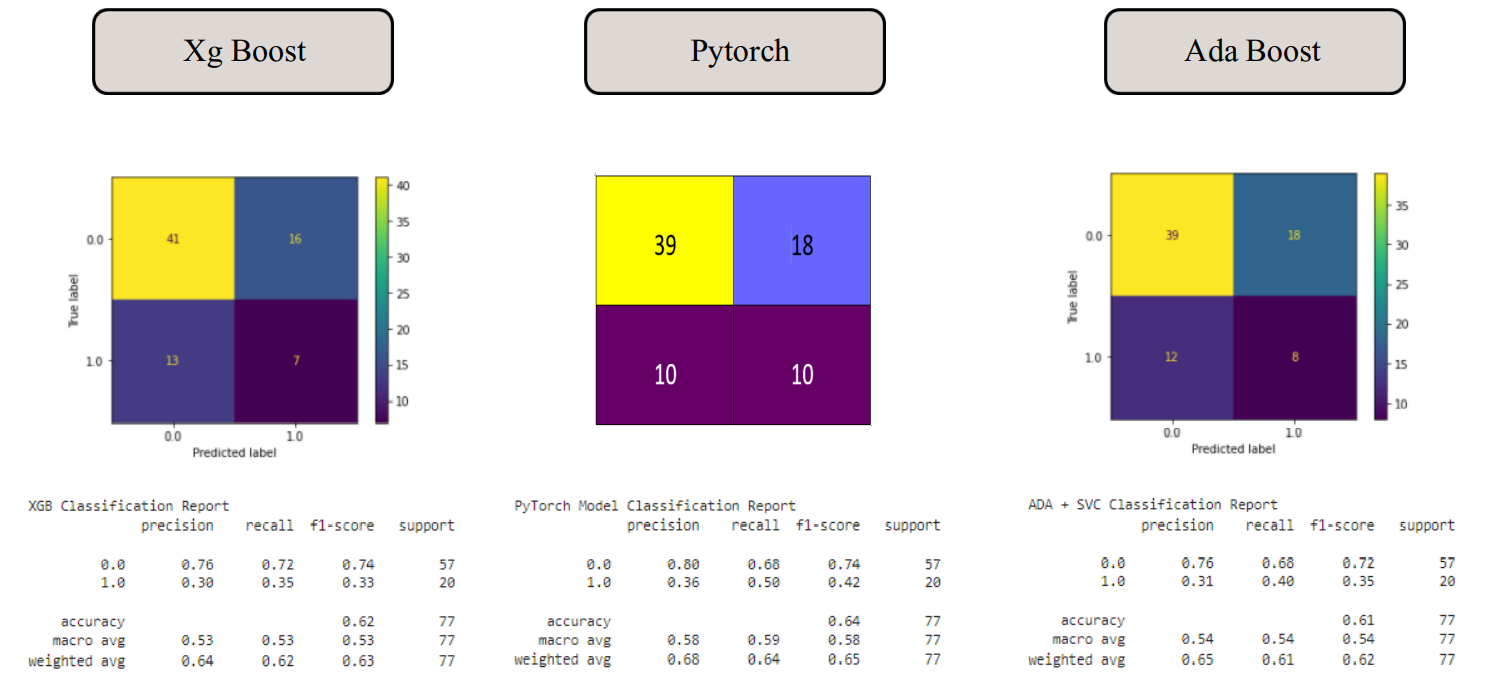 Xg Boost
41 16
13 7
0.0
1.0
True label
0.0 1.0
Predicted label
40
35
30
25
20
15
10
XGB Classification Report
precision recall f1-score support
0.0 0.76 0.72 0.74 57
1.0 0.30 0.35 0.33 20
accuracy 0.62 77
macro avg 0.53 0.53 0.53 77
weighted avg 0.64 0.62 0.63 77
Pytorch
39 18
10 10
PyTorch Model Classification Report
precision recall f1-score support
0.0 0.80 0.68 0.74 57
1.0 0.36 0.50 0.42 20
accuracy 0.64 77
macro avg 0.58 0.59 0.58 77
weighted avg 0.68 0.64 0.65 77
Ada Boost
39 18
12 8
0.0
1.0
True label
0.0 1.0
Predicted label
35
30
25
20
15
10
ADA + SVC Classification Report
precision recall f1-score support
0.0 0.76 0.68 0.72 57
1.0 0.31 0.40 0.35 20
accuracy 0.61 77
macro avg 0.54 0.54 0.54 77
weighted avg 0.65 0.61 0.62 77